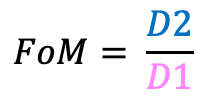 FoM = D2/D1